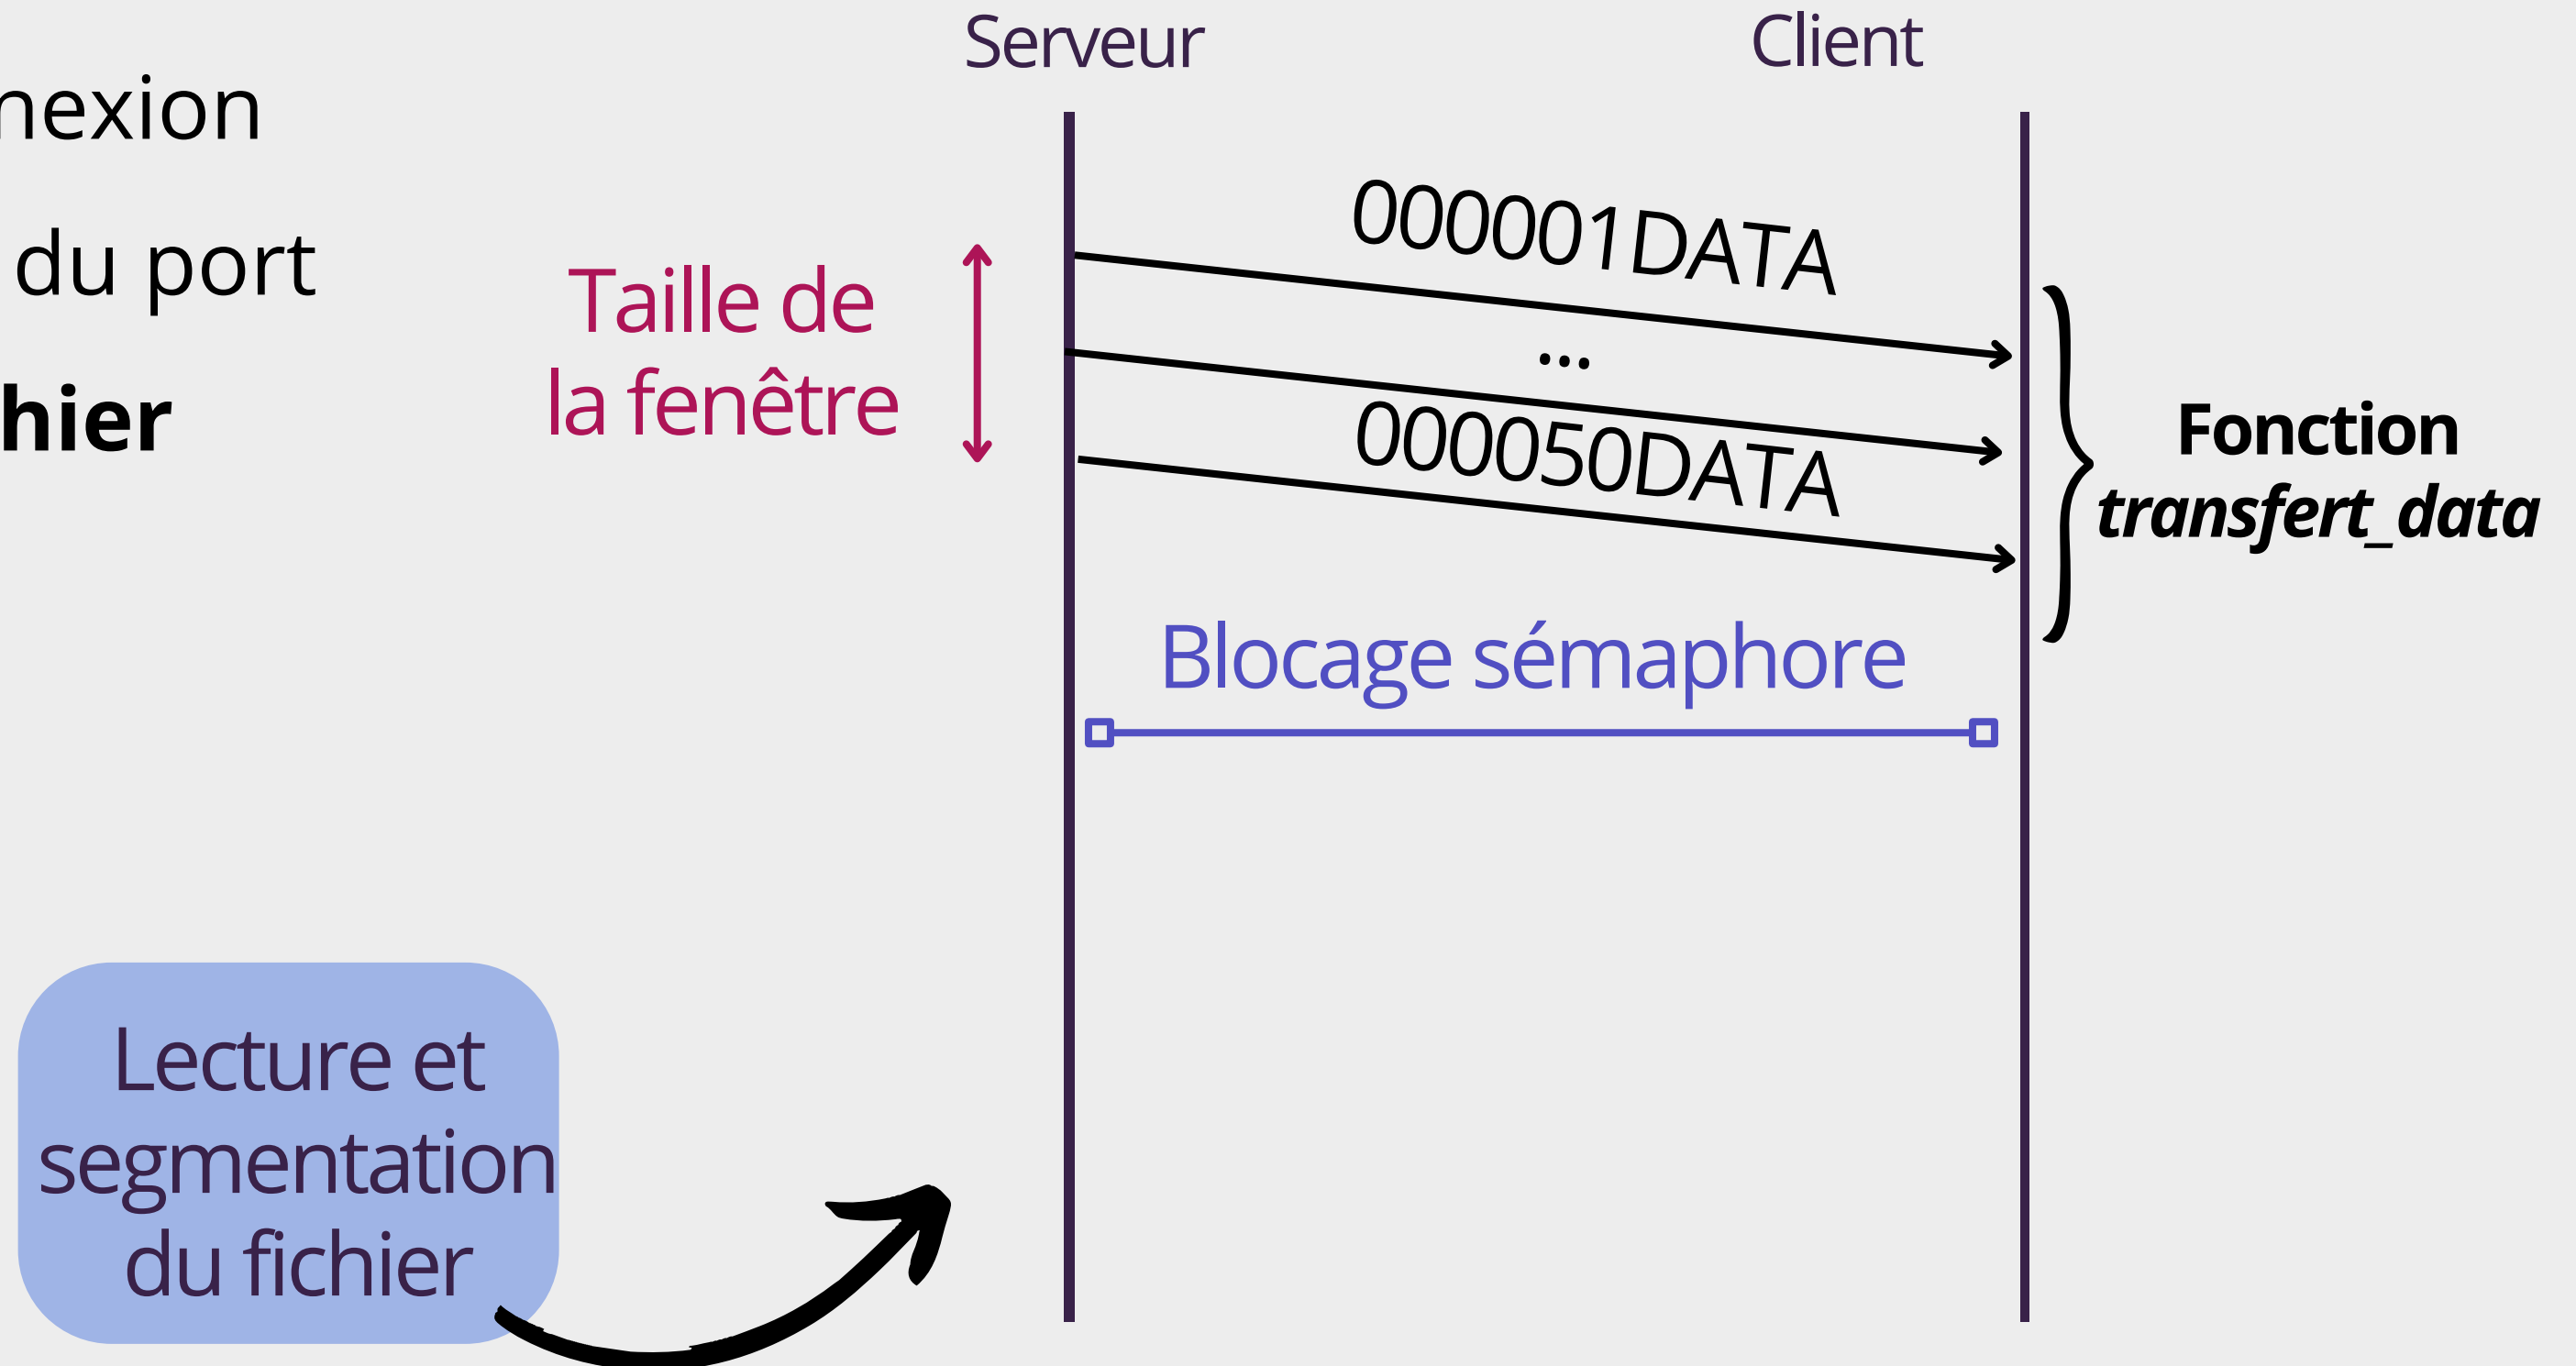 Serveur
Client
nexion
du port
hier
Taille de
la fenêtre
000001DATA
...
000050DATA
Fonction
transfert_data
Blocage sémaphore
Lecture et
segmentation
du fichier